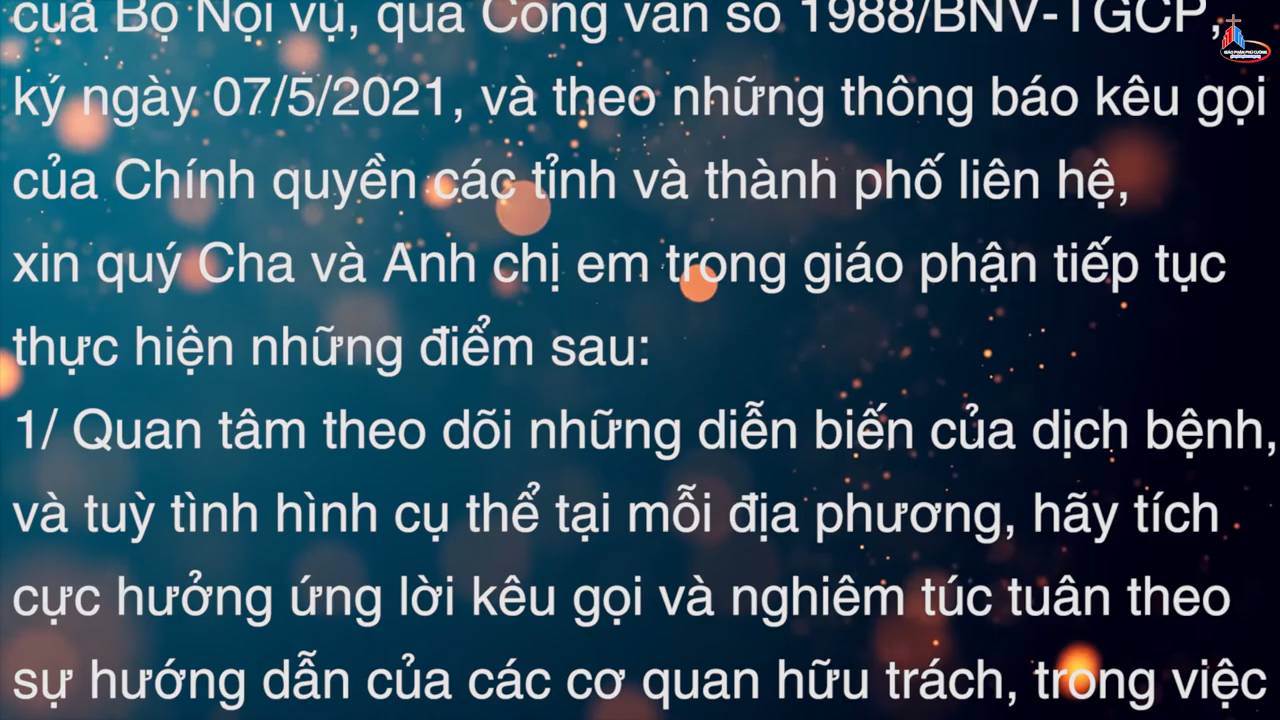 của Bộ Nội vụ, qua Công văn số 1988/BNV-TGCP,
ký ngày 07/5/2021, và theo những thông báo kêu gọi
của Chính quyền các tỉnh và thành phố liên hệ,
xin quý Cha và Anh chị em trong giáo phận tiếp tục
thực hiện những điểm sau:
1/ Quan tâm theo dõi những diễn biến của dịch bệnh,
và tuỳ tình hình cụ thể tại mỗi địa phương, hãy tích
cực hưởng ứng lời kêu gọi và nghiêm túc tuân theo
sự hướng dẫn của các cơ quan hữu trách, trong việc
GIÁO PHẬN PHÚ CƯỜNG